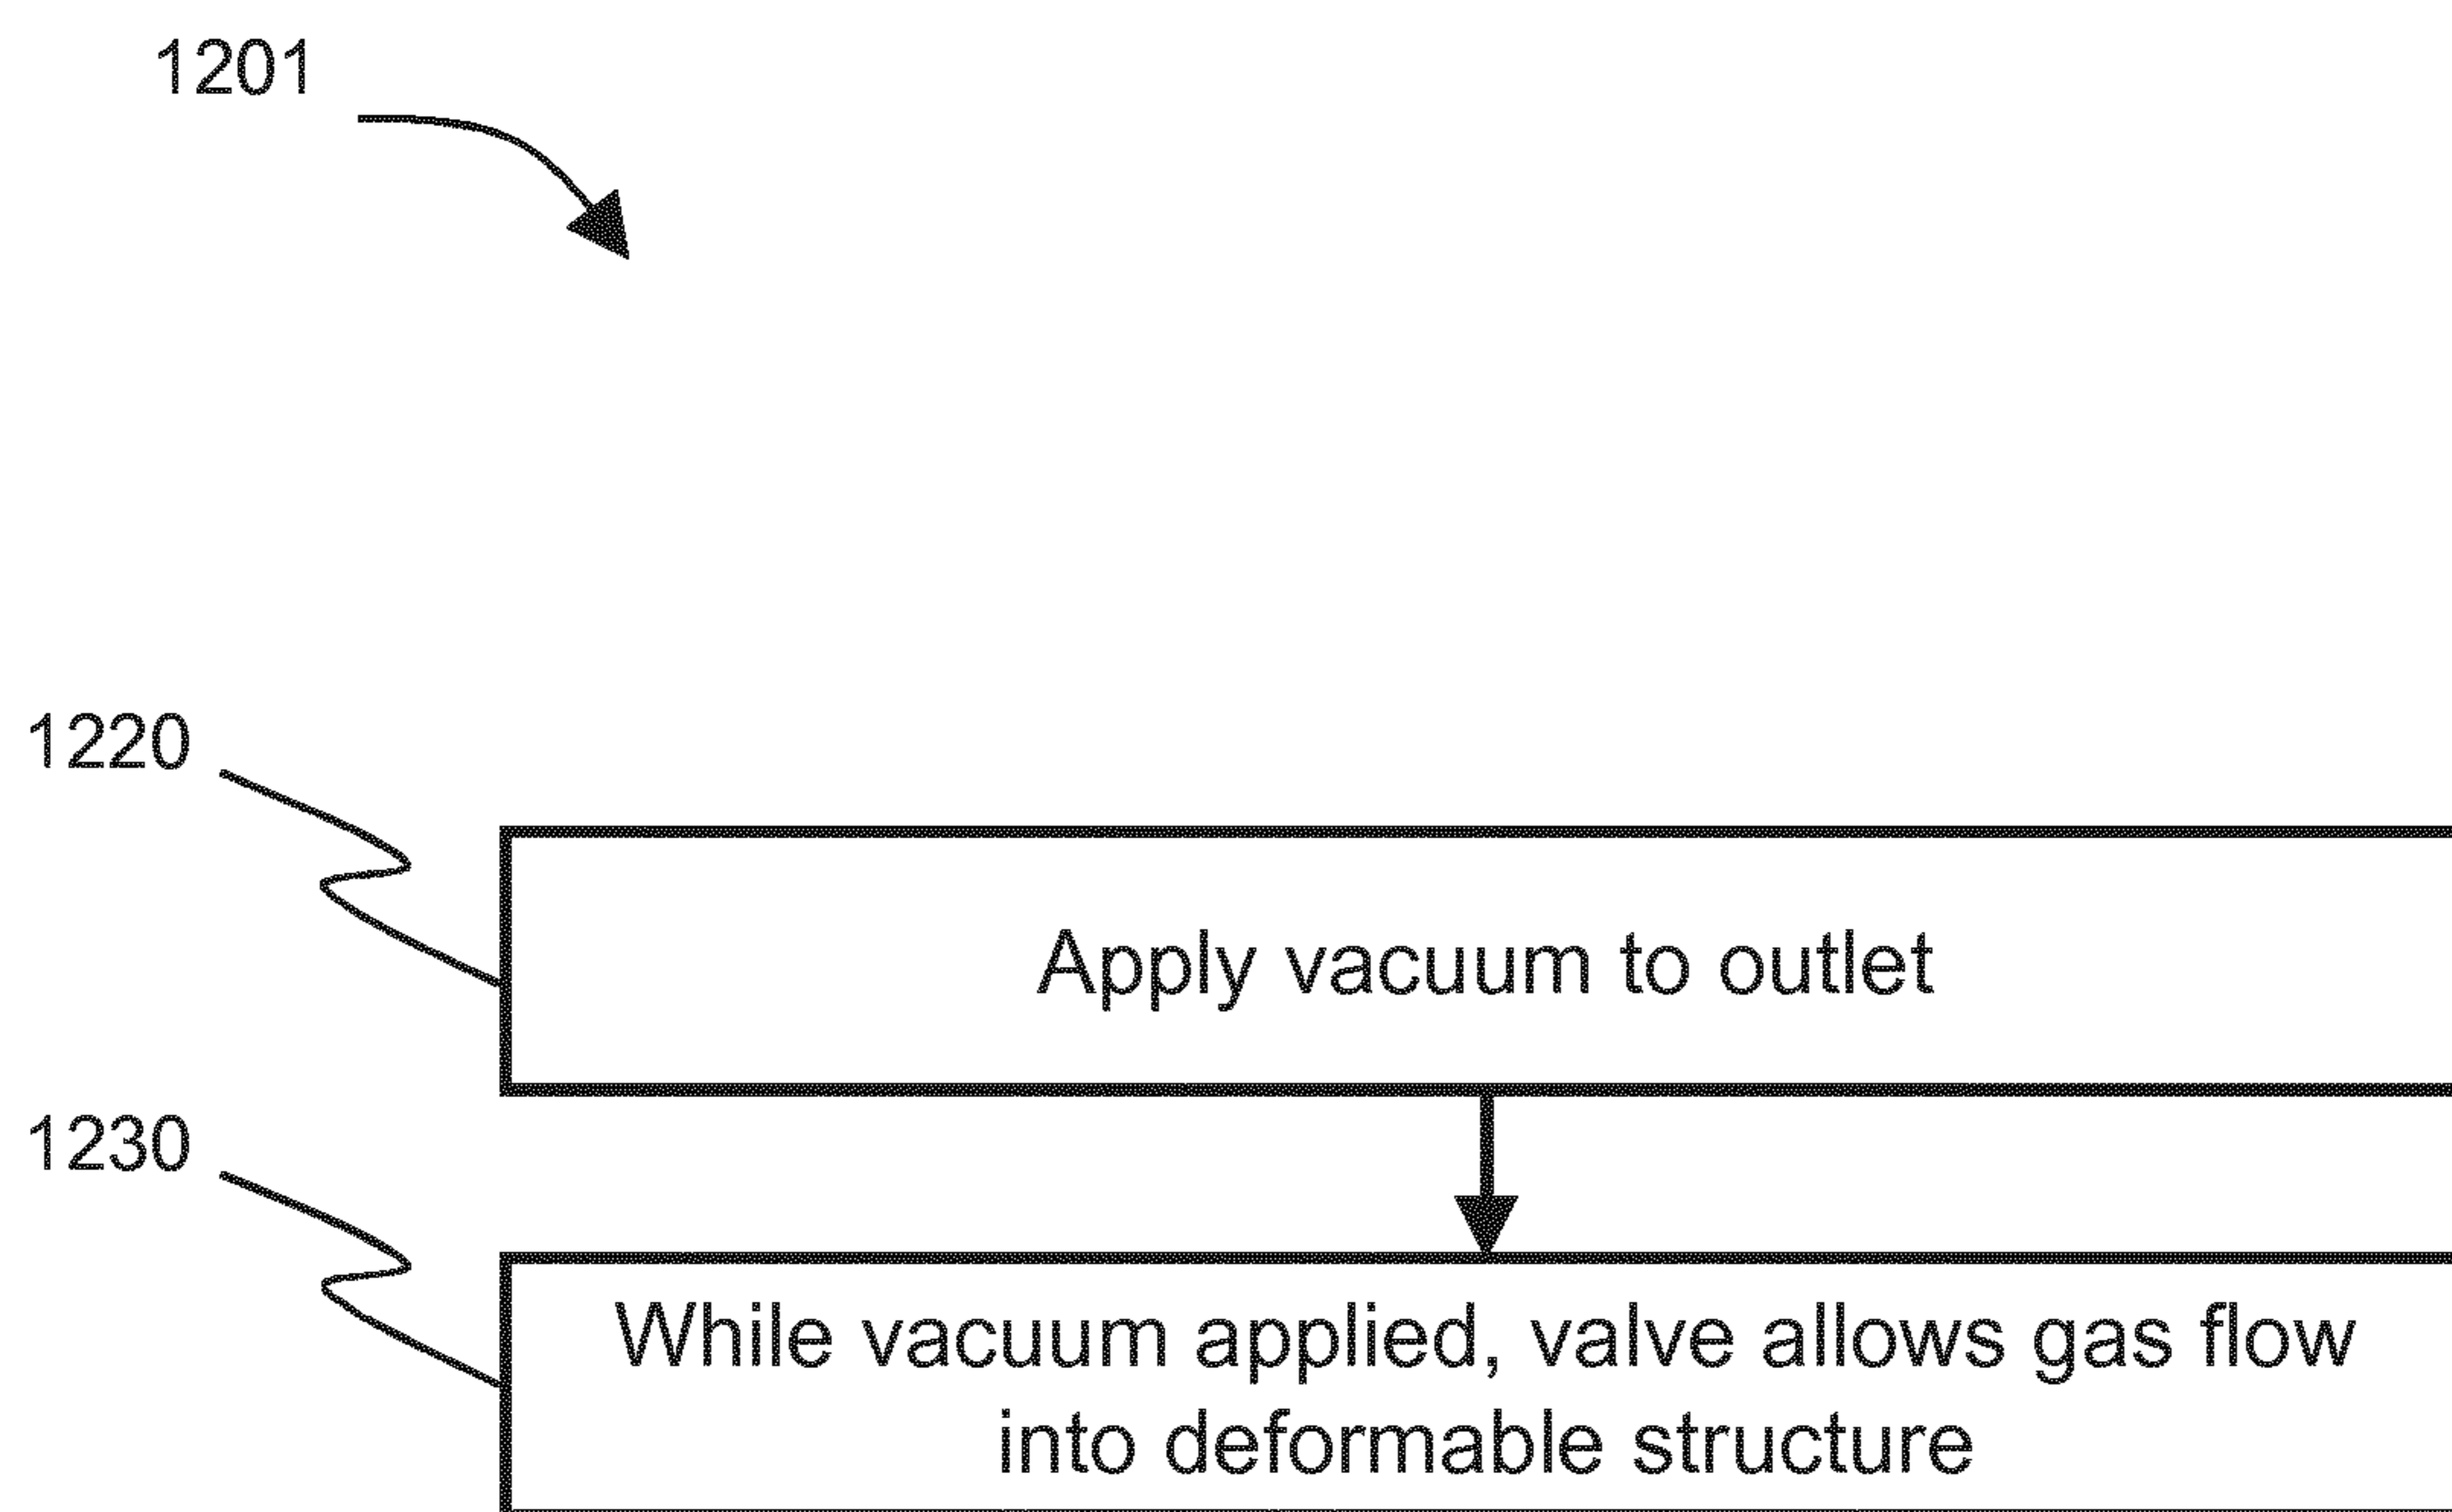 1201
1220
Apply vacuum to outlet
1230
While vacuum applied, valve allows gas flow
into deformable structure